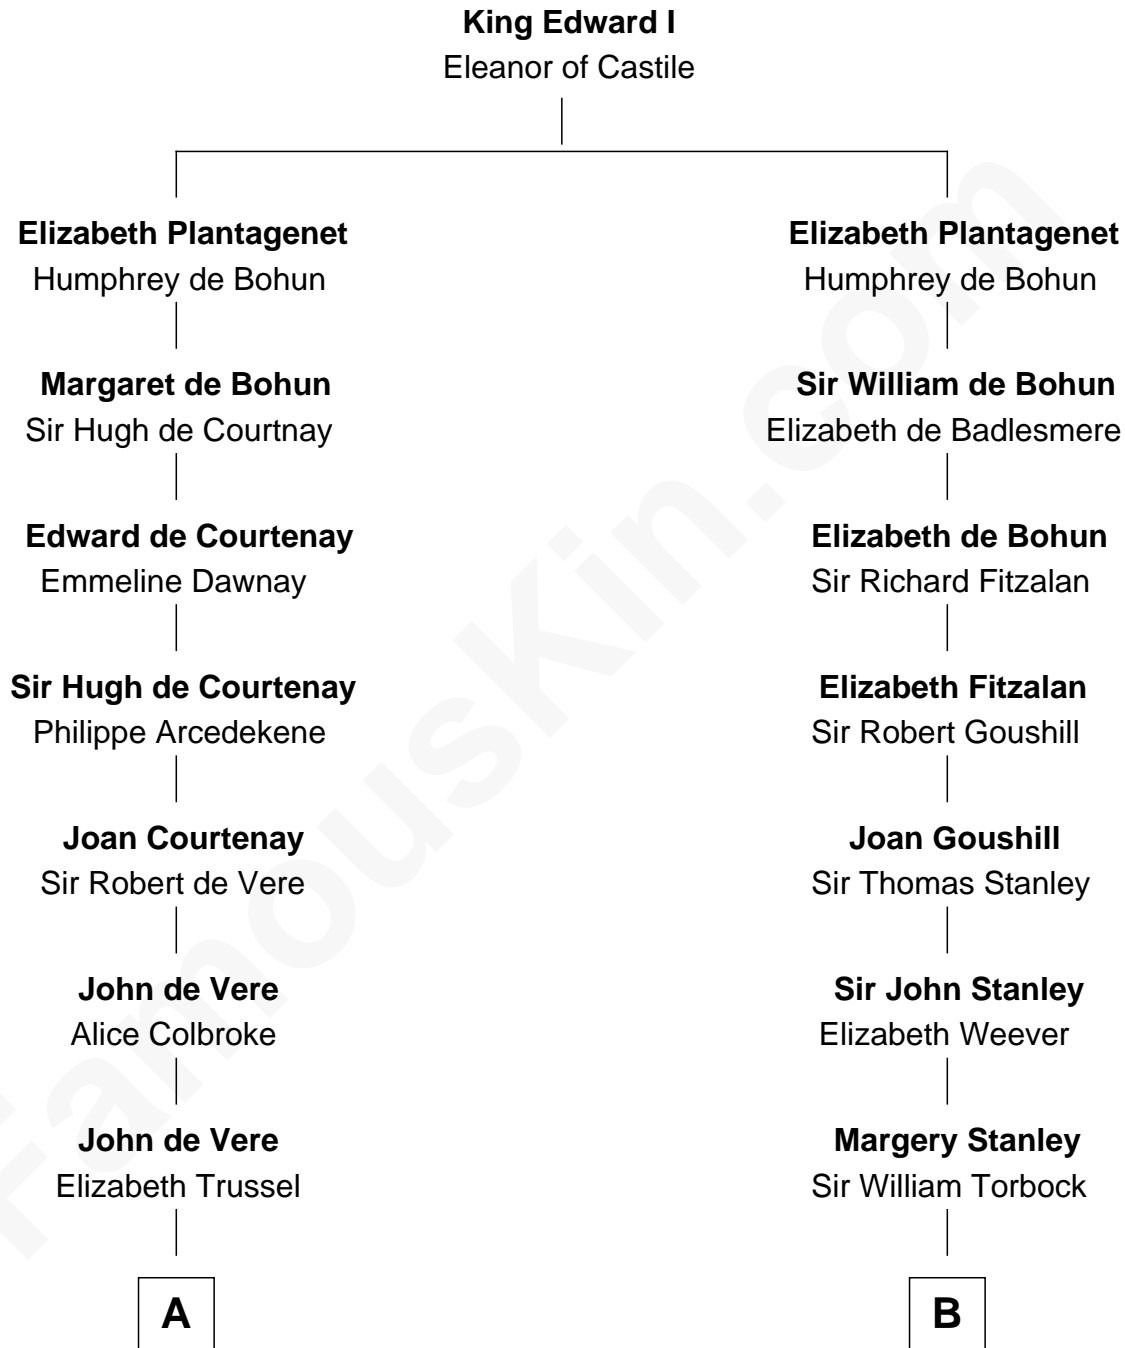 King Edward I
Eleanor of Castile
Elizabeth Plantagenet
Humphrey de Bohun
Margaret de Bohun
Sir Hugh de Courtnay
Edward de Courtenay
Emmeline Dawnay
Sir Hugh de Courtenay
Philippe Arcedekene
Joan Courtenay
Sir Robert de Vere
John de Vere
Alice Colbroke
John de Vere
Elizabeth Trussel
A
Elizabeth Plantagenet
Humphrey de Bohun
Sir William de Bohun
Elizabeth de Badlesmere
Elizabeth de Bohun
Sir Richard Fitzalan
Elizabeth Fitzalan
Sir Robert Goushill
Joan Goushill
Sir Thomas Stanley
Sir John Stanley
Elizabeth Weever
Margery Stanley
Sir William Torbock
B
FamousKin.com